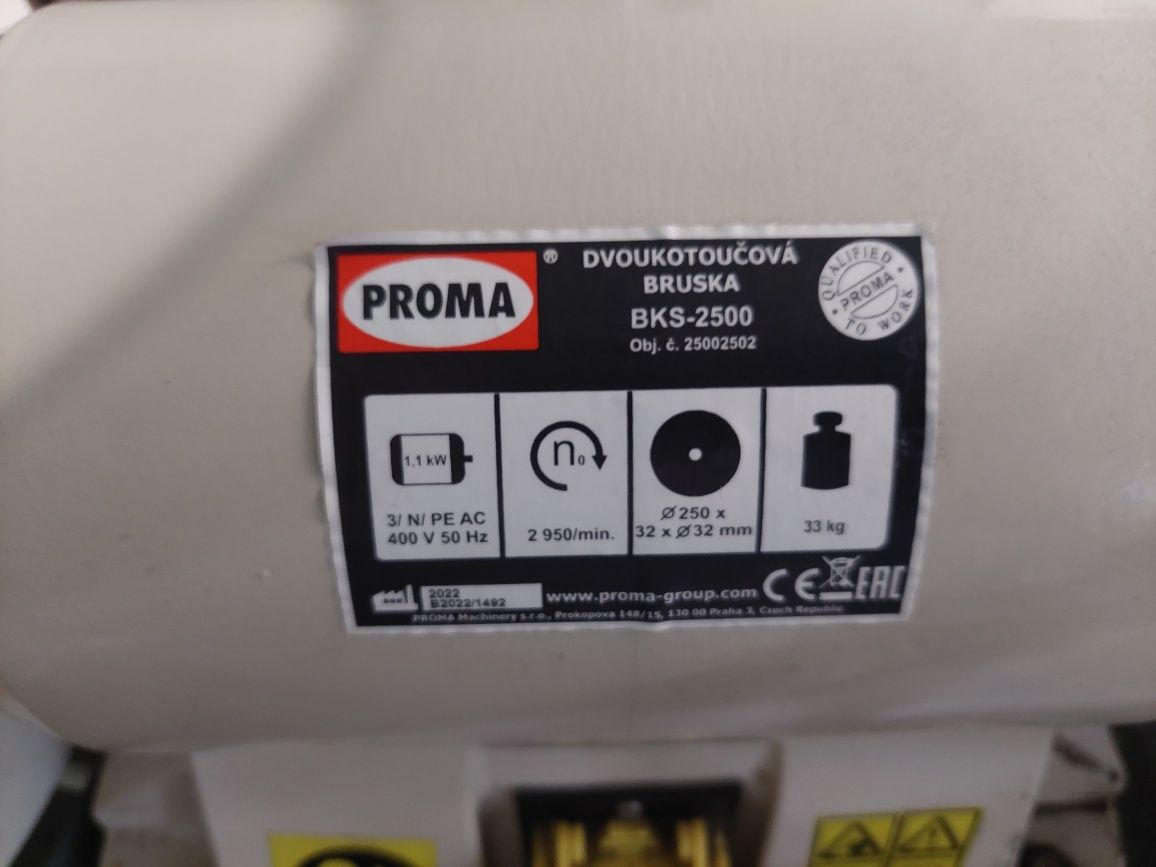 PROMA
®
DVOUKOTOUČOVÁ
BRUSKA
BKS-2500
Obj. č. 25002502
QUALIFIED
PROMA
TO WORK
1,1 kW
3/ N/ PE AC
400 V 50 Hz
n0
2 950/min.
Ø 250 x
32 x Ø 32 mm
33 kg
2022
B2022/1492
www.proma-group.com
CE
EAC
PROMA Machinery s.r.o., Prokopova 148/15, 130 00 Praha 3, Czech Republic